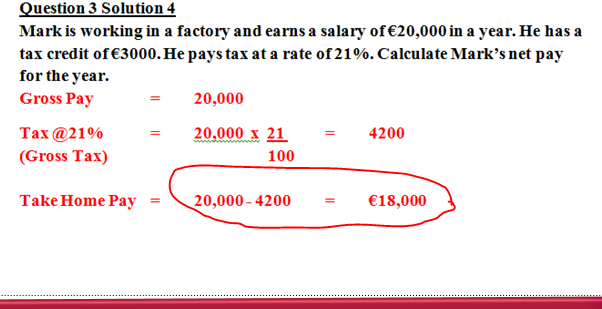 Question 3 Solution 4
Mark is working in a factory and earns a salary of €20,000 in a year. He has a
tax credit of €3000. He pays tax at a rate of 21%. Calculate Mark's net pay
for the year.
Gross Pay = 20,000
Tax @21% = 20,000 x 21 = 4200
(Gross Tax) 100
Take Home Pay = 20,000 - 4200 = €18,000